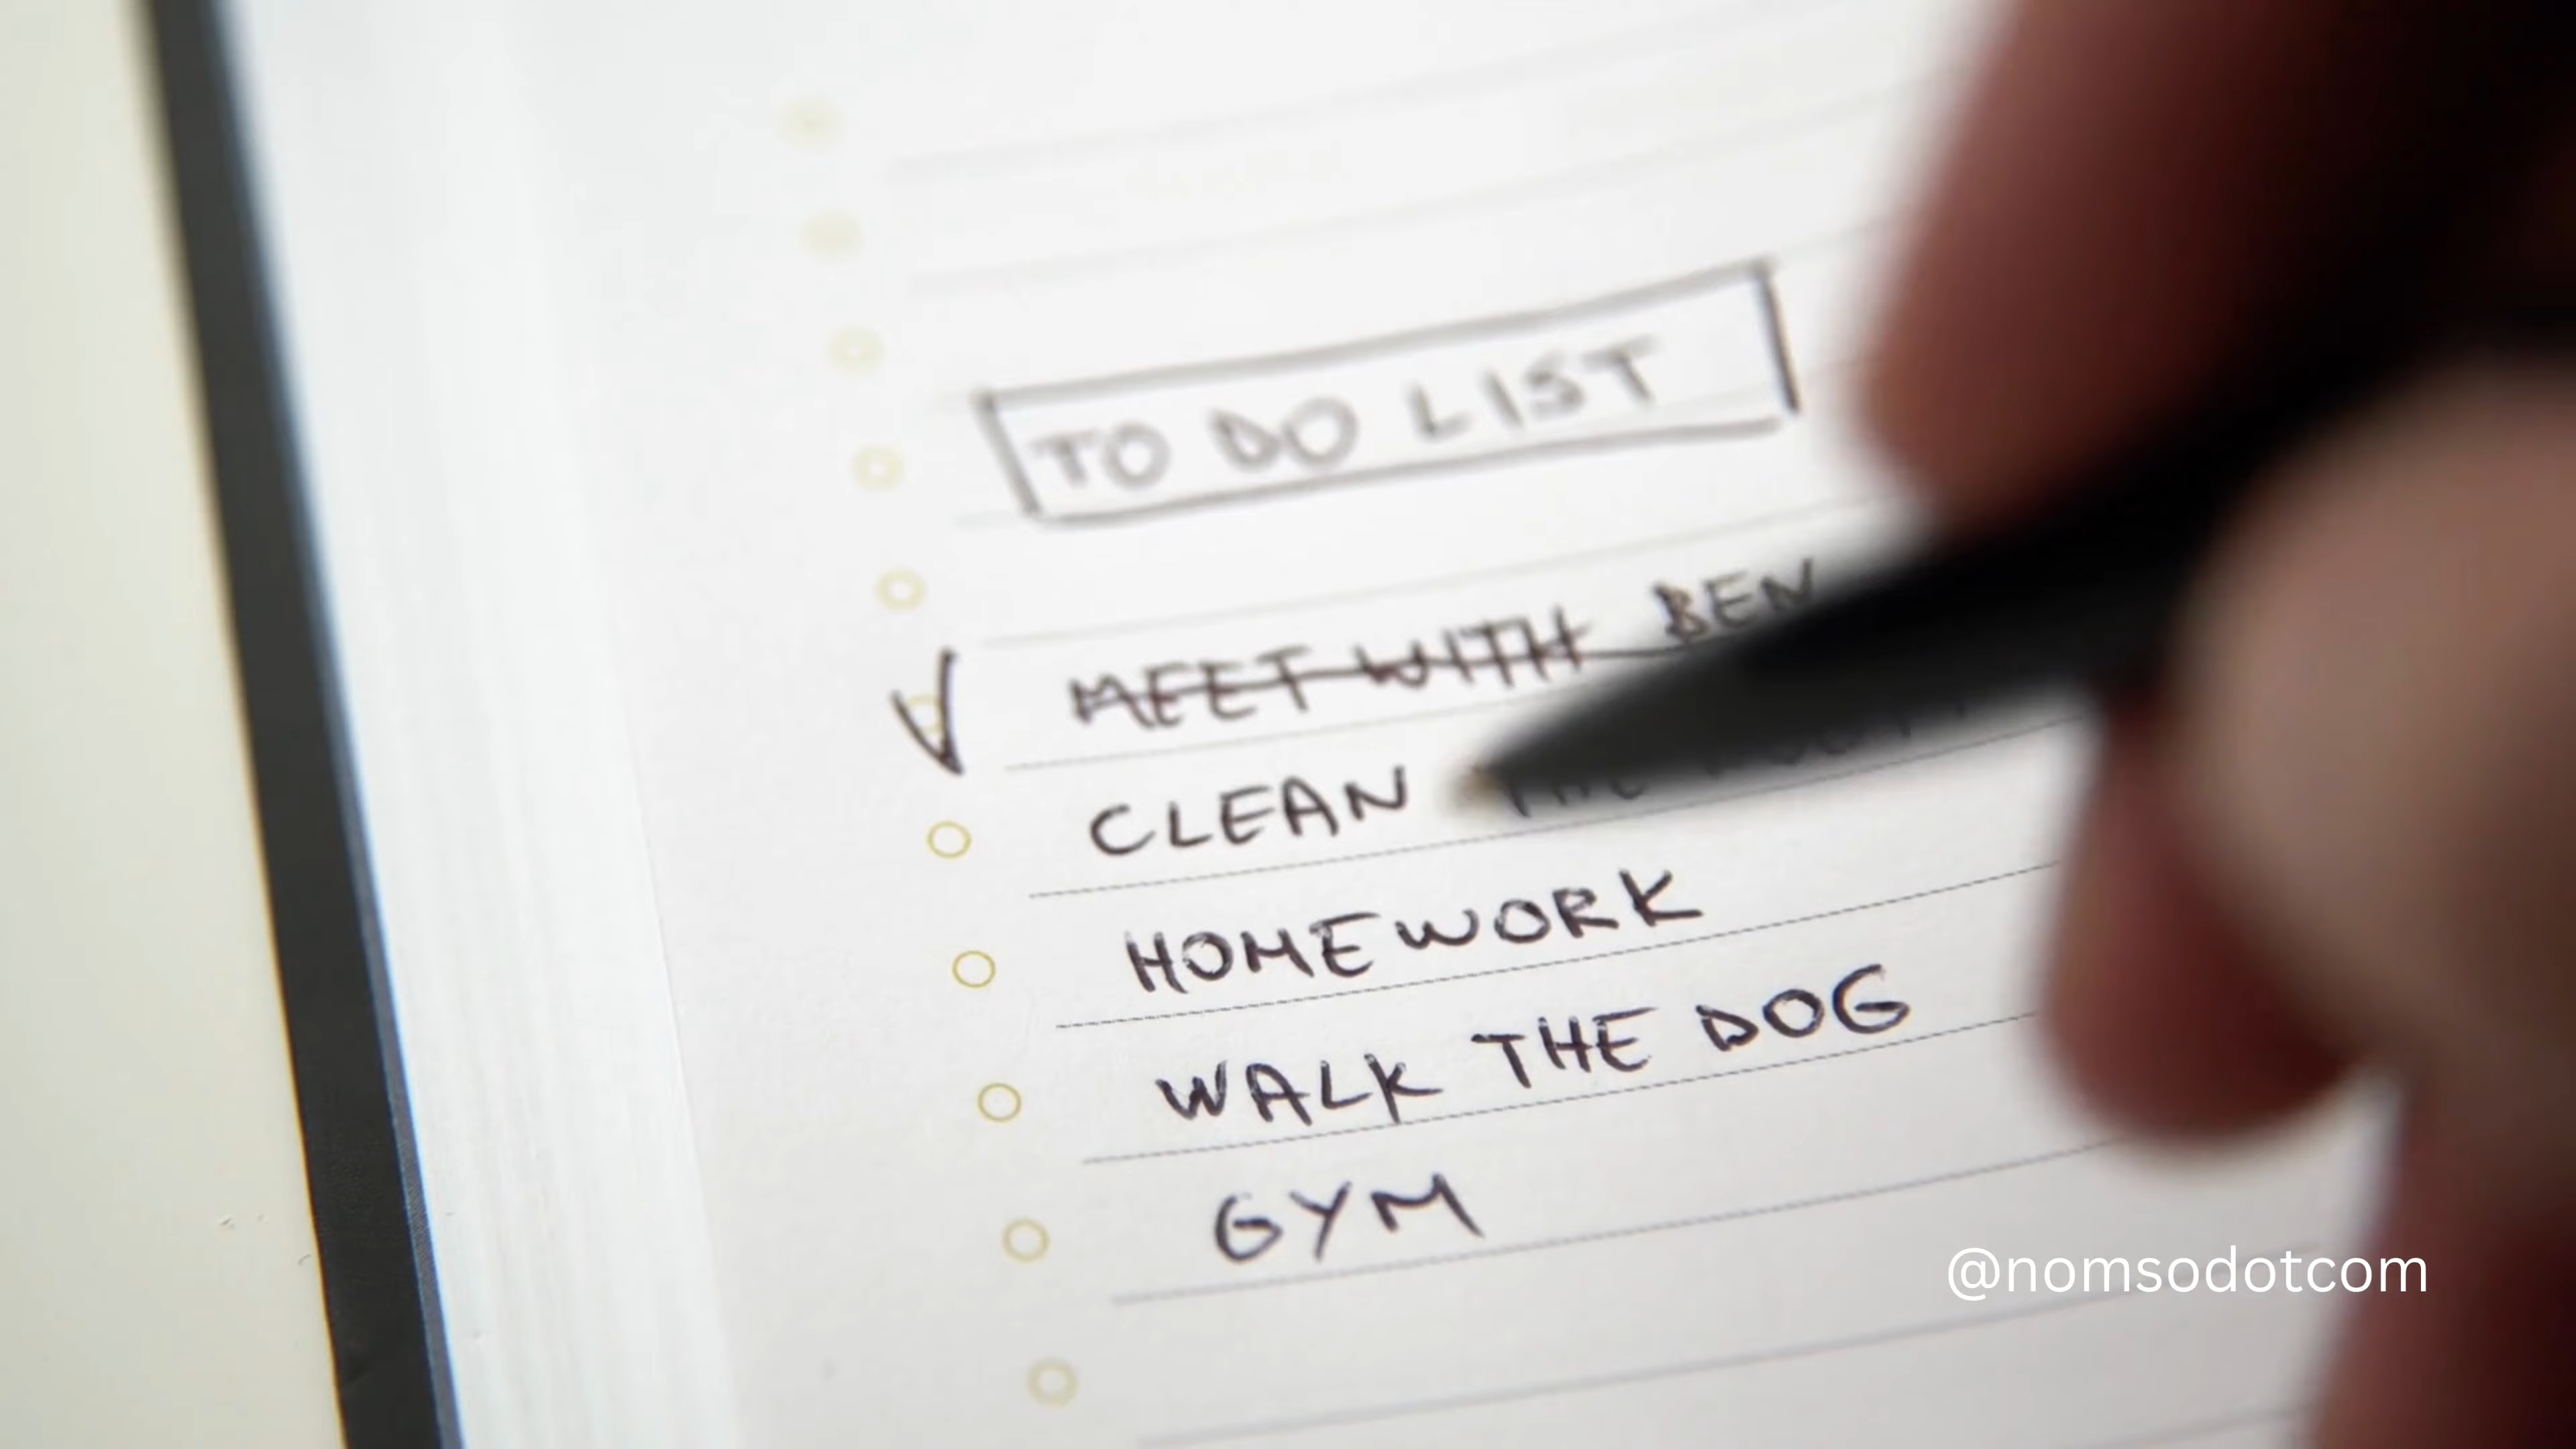 TO DO LIST
MEET WITH BEN
CLEAN
HOMEWORK
WALK THE DOG
GYM
@nomsodotcom